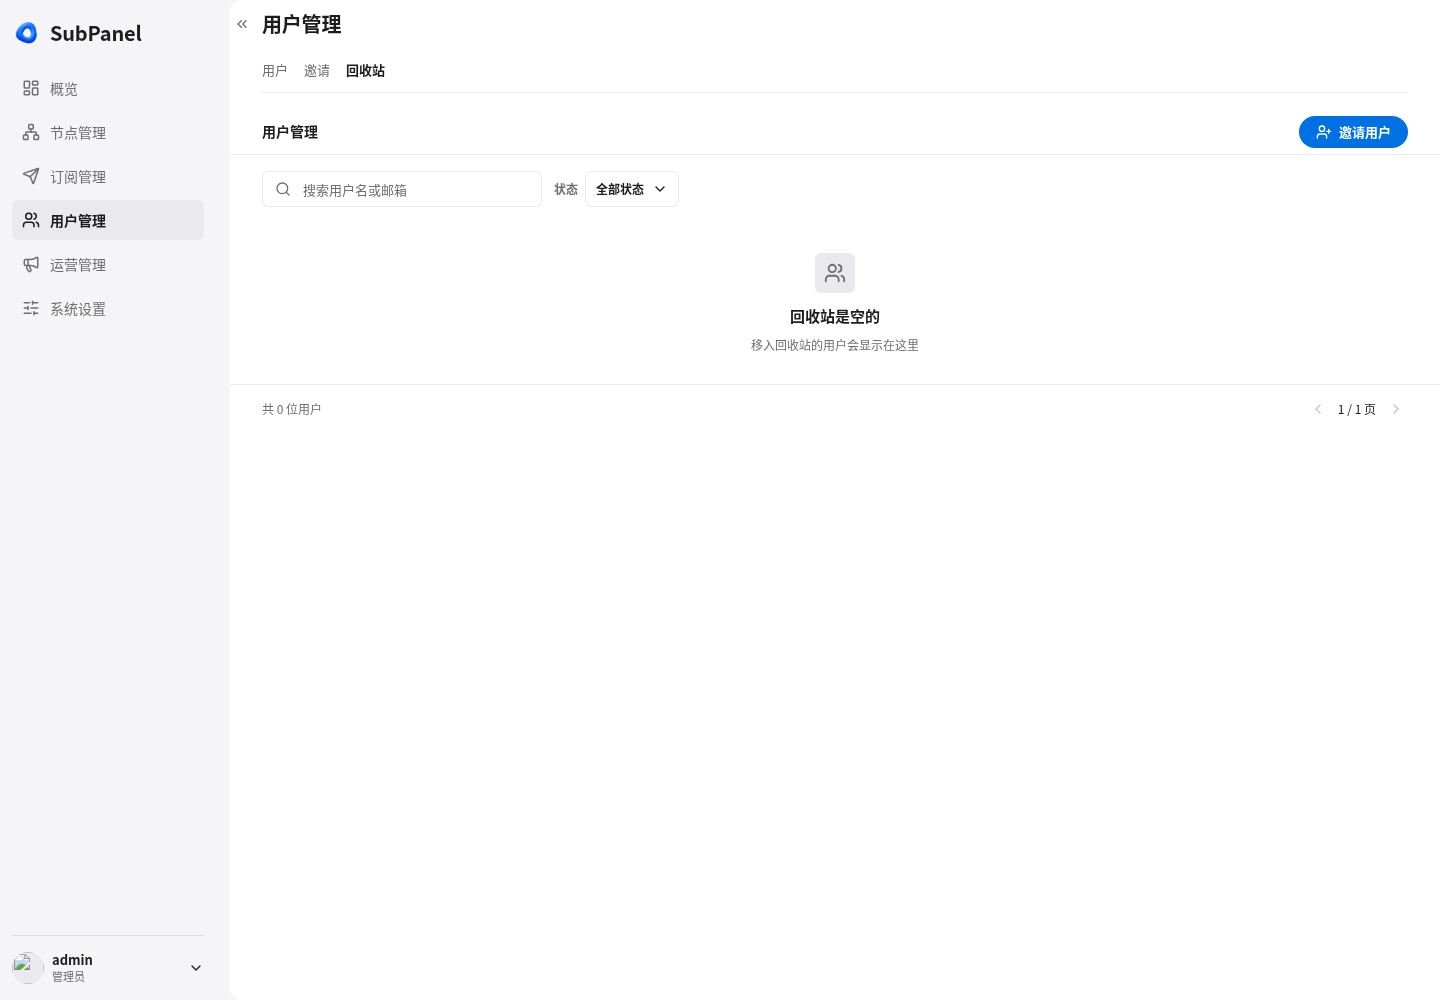 SubPanel
概览
节点管理
订阅管理
用户管理
运营管理
系统设置
admin
管理员
用户管理
用户 邀请 回收站
用户管理
邀请用户
搜索用户名或邮箱
状态 全部状态
回收站是空的
移入回收站的用户会显示在这里
共 0 位用户
1 / 1 页